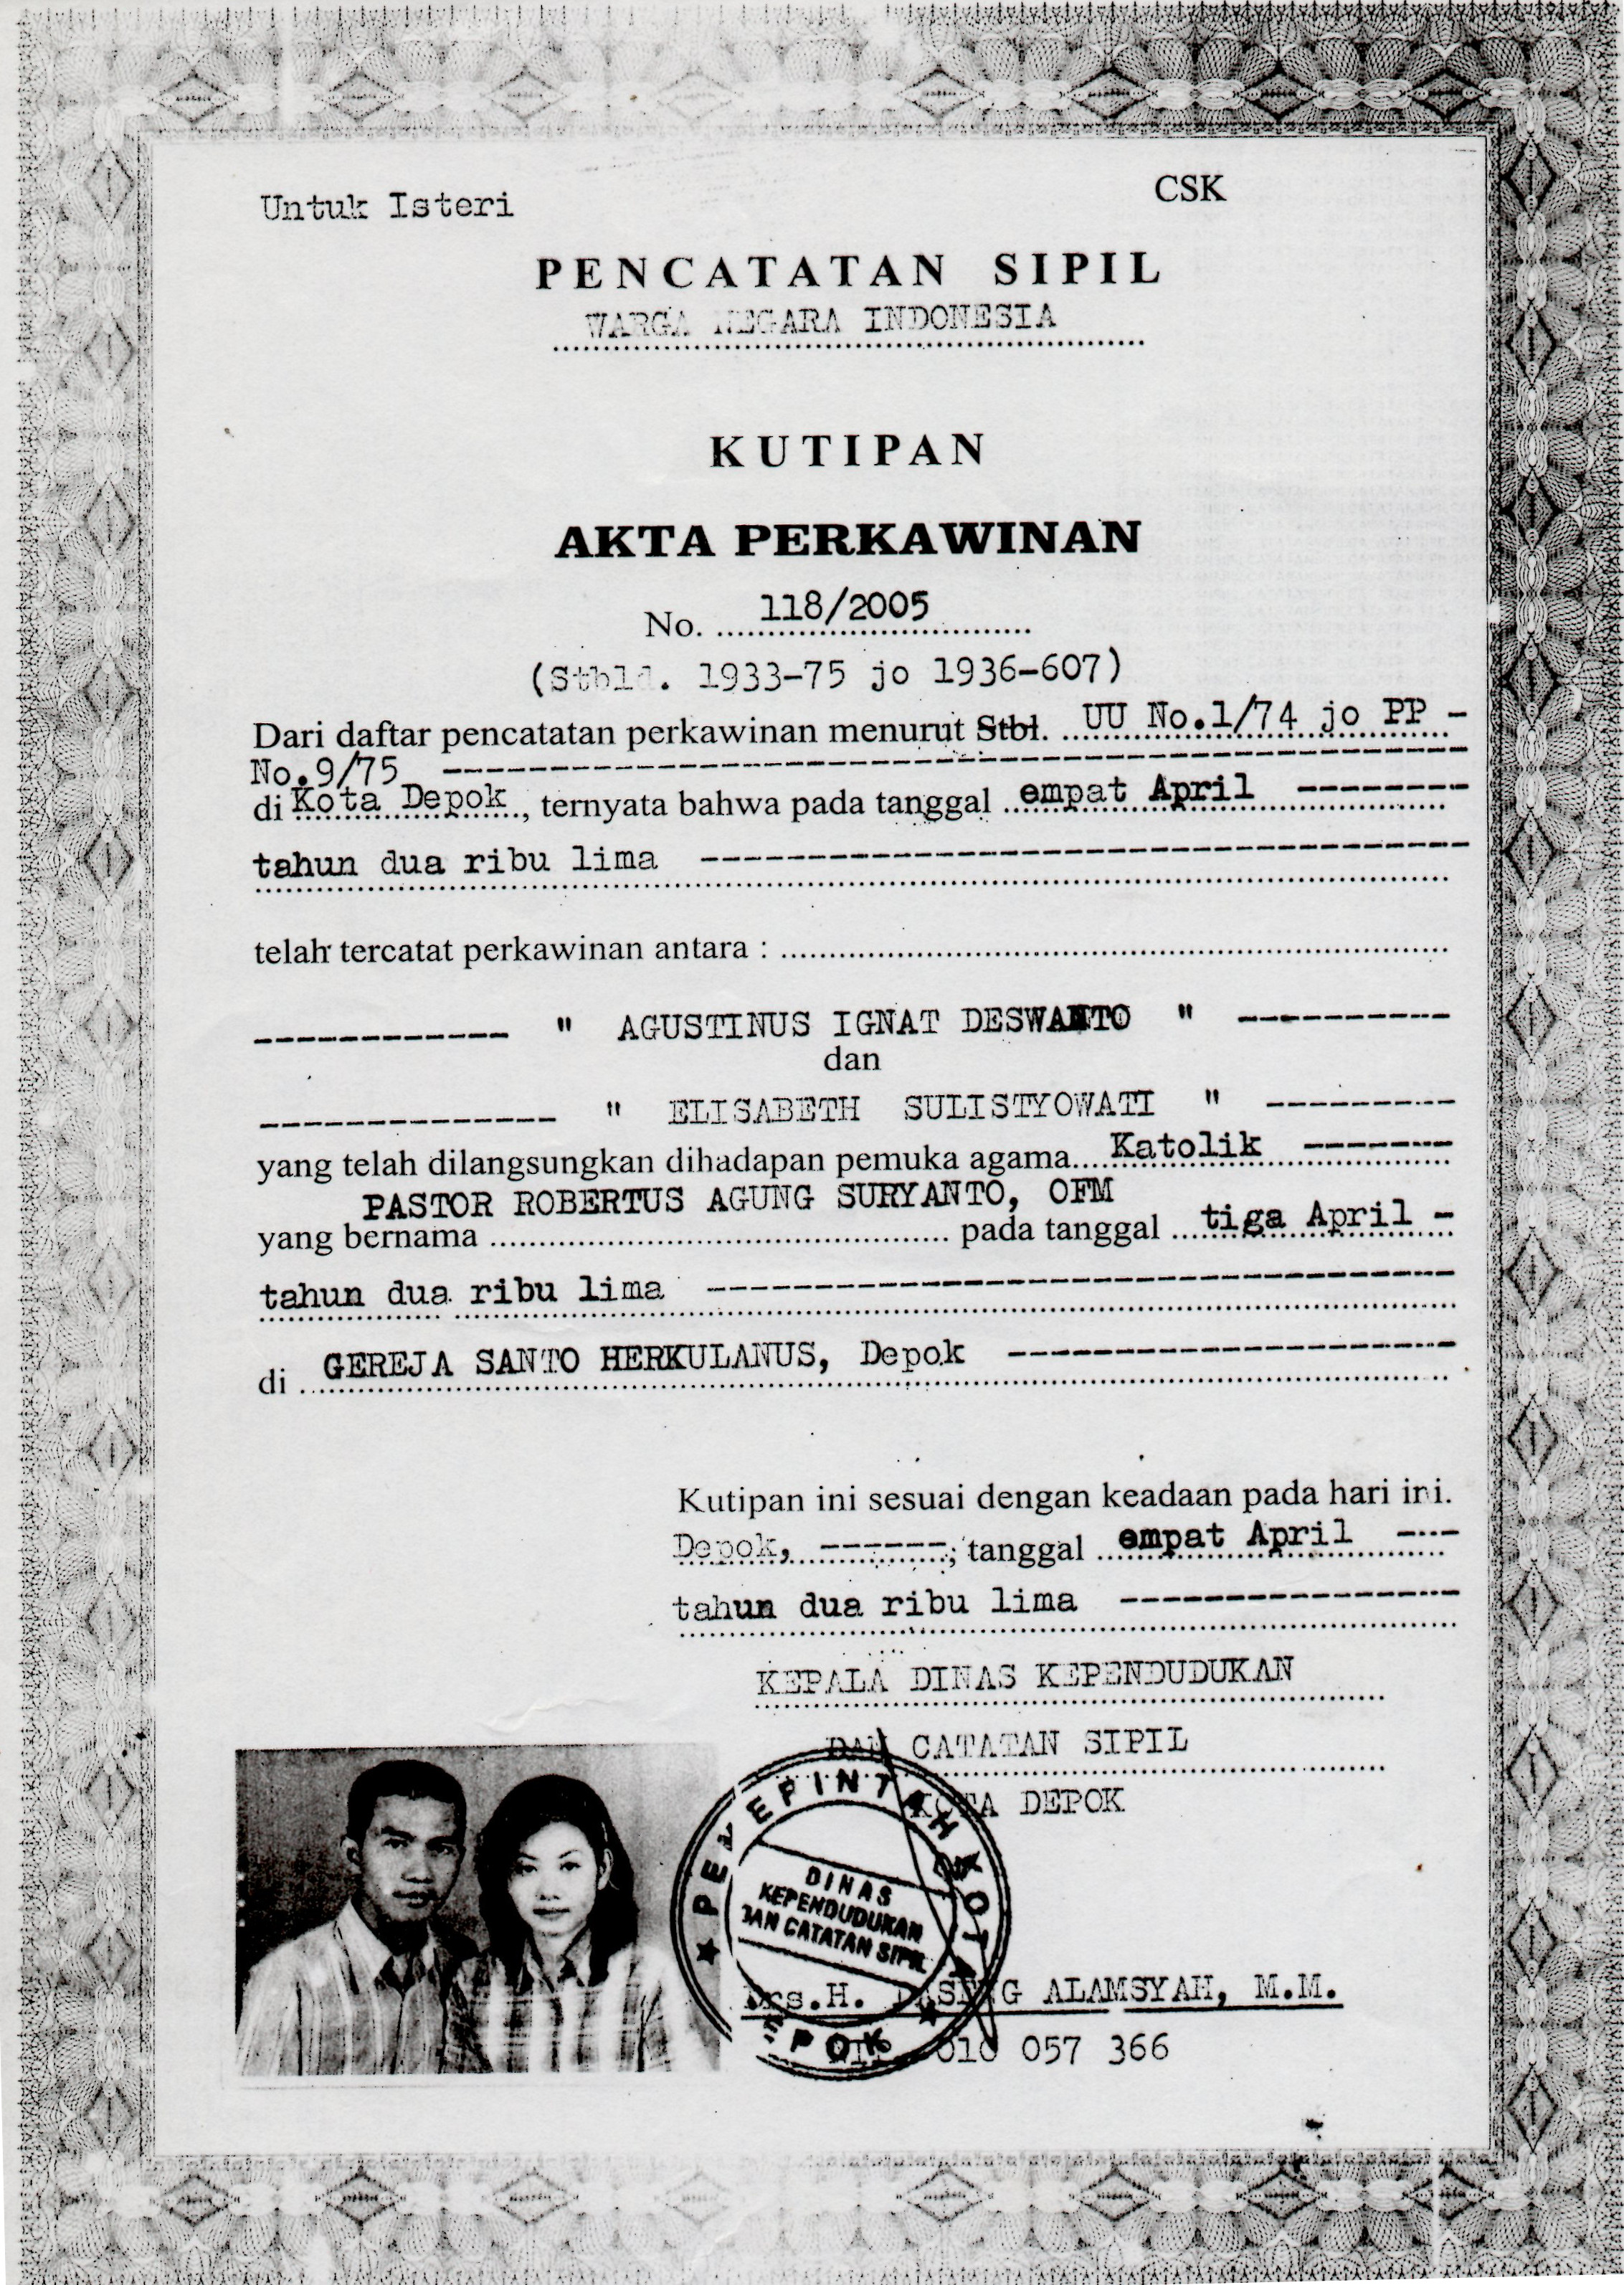 Untuk Isteri
CSK
PENCATATAN SIPIL
WARGA NEGARA INDONESIA
KUTIPAN
AKTA PERKAWINAN
No. 118/2005
(Stbld. 1933-75 jo 1936-607)
Dari daftar pencatatan perkawinan menurut Stbl. UU No.1/74 jo PP -
No.9/75
di Kota Depok, ternyata bahwa pada tanggal empat April
tahun dua ribu lima
telah tercatat perkawinan antara :
" AGUSTINUS IGNAT DESWANTO "
dan
" ELISABETH SULISTYOWATI "
yang telah dilangsungkan dihadapan pemuka agama Katolik
PASTOR ROBERTUS AGUNG SURYANTO, OFM
yang bernama pada tanggal tiga April -
tahun dua ribu lima
di GEREJA SANTO HERKULANUS, Depok
Kutipan ini sesuai dengan keadaan pada hari ini.
Depok, tanggal empat April
tahun dua ribu lima
KEPALA DINAS KEPENDUDUKAN
DAN CATATAN SIPIL
KOTA DEPOK
DINAS
KEPENDUDUKAN
DAN CATATAN SIPIL
Drs.H. ALAMSYAH, M.M.
010 057 366